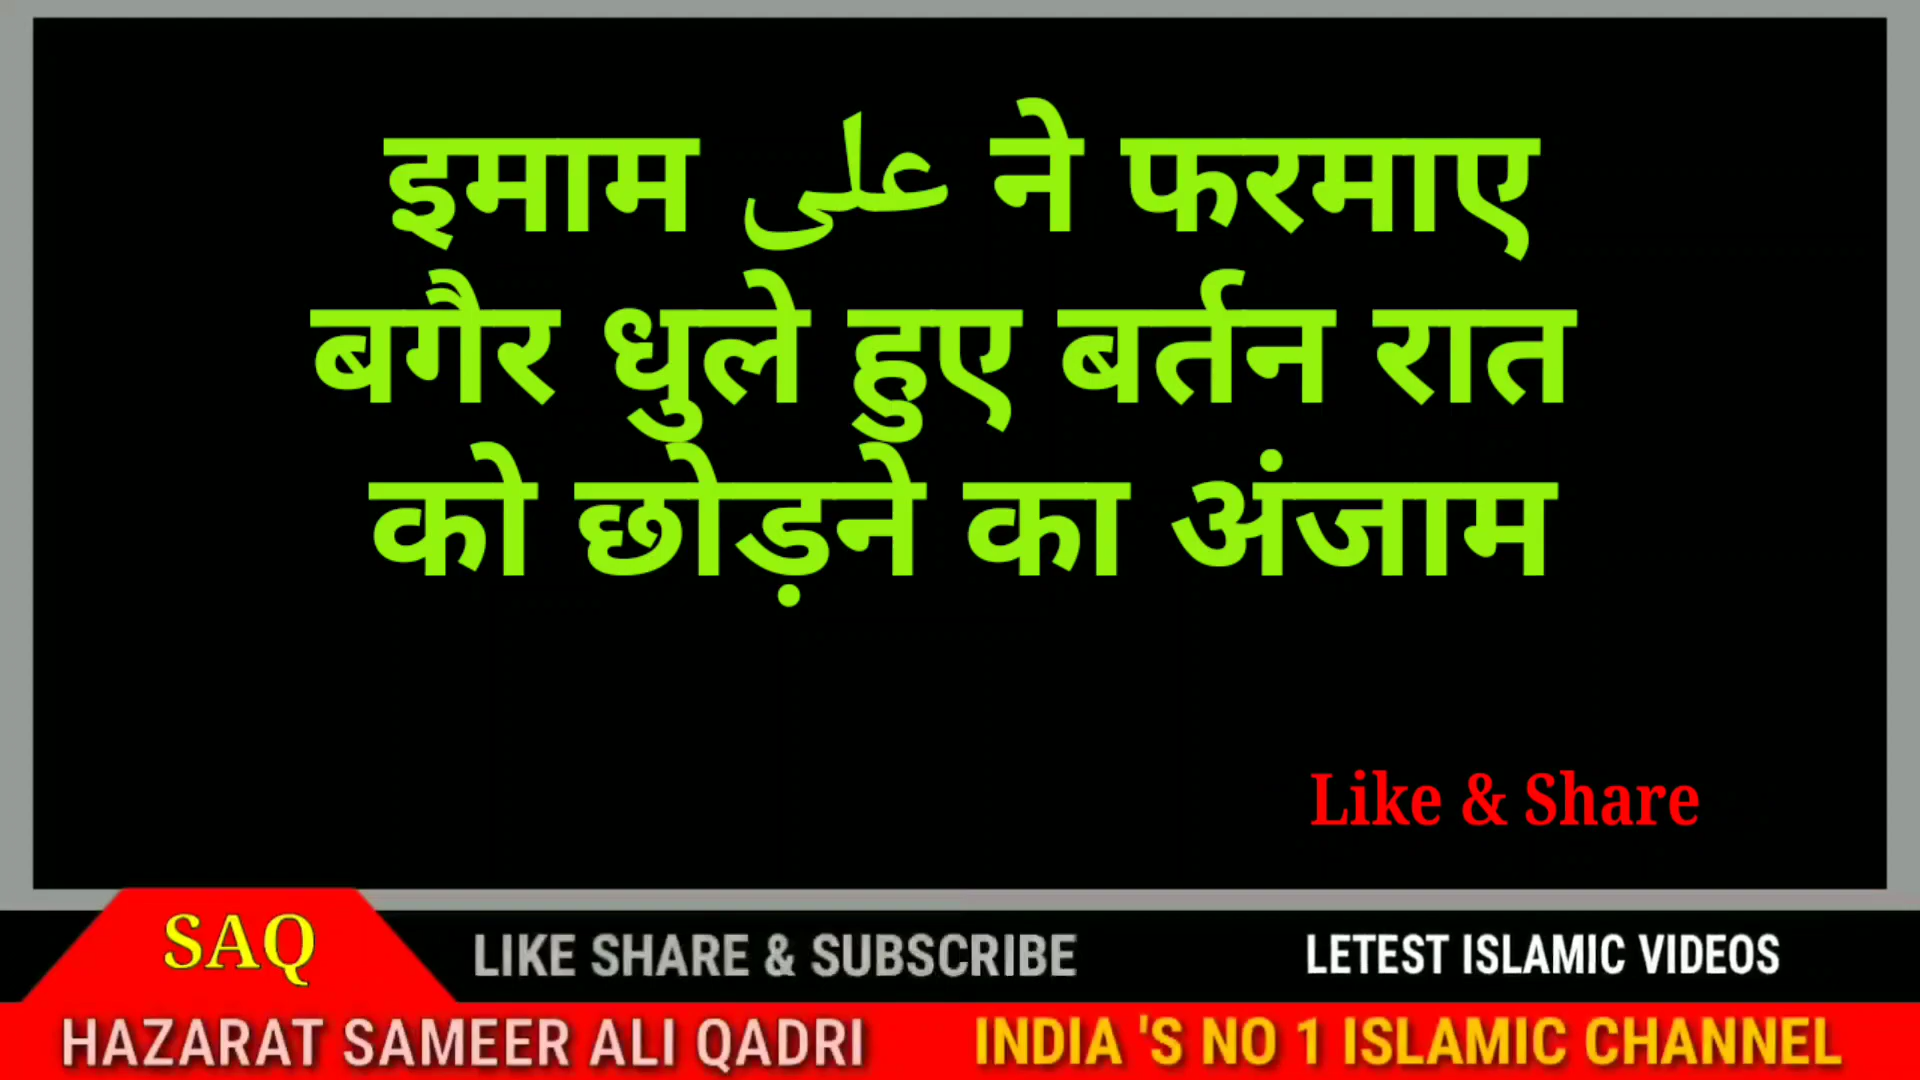 इमाम علی ने फरमाए
बगैर धुले हुए बर्तन रात
को छोड़ने का अंजाम
Like & Share
SAQ
LIKE SHARE & SUBSCRIBE
LETEST ISLAMIC VIDEOS
HAZARAT SAMEER ALI QADRI
INDIA 'S NO 1 ISLAMIC CHANNEL